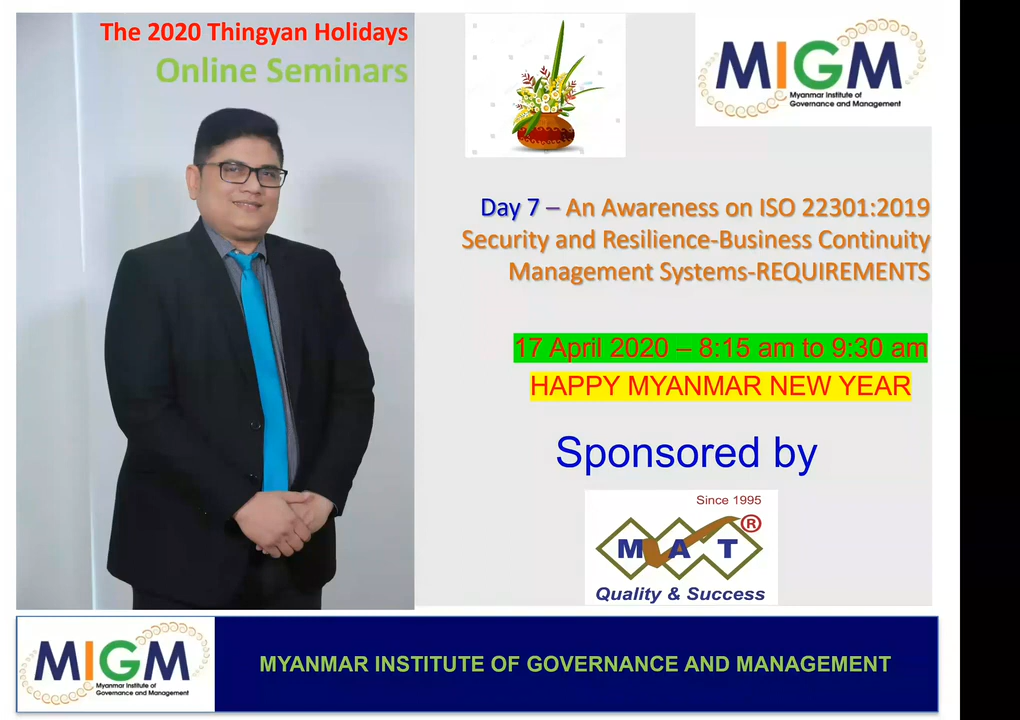 The 2020 Thingyan Holidays
Online Seminars
MIGM
Myanmar Institute of
Governance and Management
Day 7 – An Awareness on ISO 22301:2019
Security and Resilience-Business Continuity
Management Systems-REQUIREMENTS
17 April 2020 – 8:15 am to 9:30 am
HAPPY MYANMAR NEW YEAR
Sponsored by
Since 1995
MAT®
Quality & Success
MIGM
Myanmar Institute of
Governance and Management
MYANMAR INSTITUTE OF GOVERNANCE AND MANAGEMENT